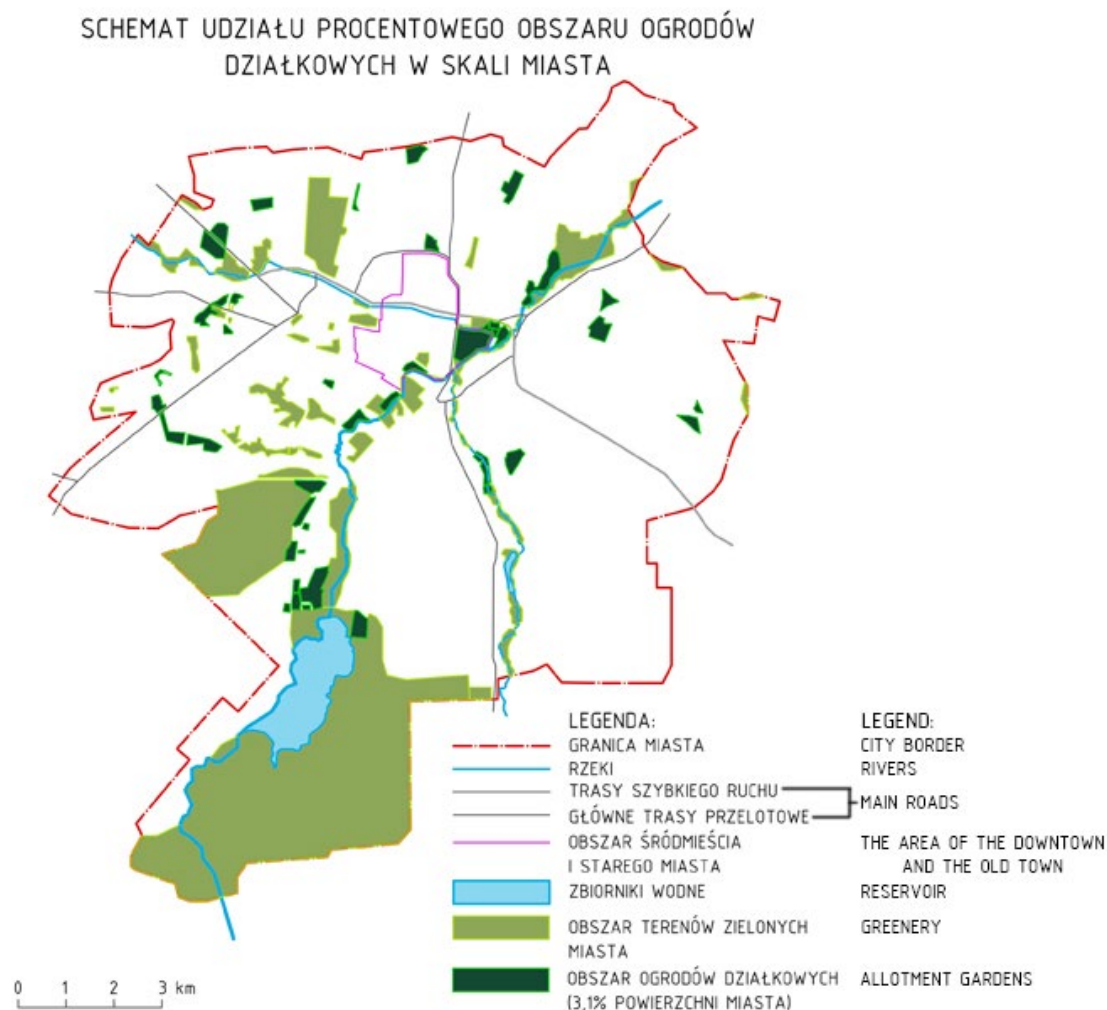 SCHEMAT UDZIAŁU PROCENTOWEGO OBSZARU OGRODÓW
DZIAŁKOWYCH W SKALI MIASTA
LEGENDA: LEGEND:
GRANICA MIASTA CITY BORDER
RZEKI RIVERS
TRASY SZYBKIEGO RUCHU
MAIN ROADS
GŁÓWNE TRASY PRZELOTOWE
OBSZAR ŚRÓDMIEŚCIA THE AREA OF THE DOWNTOWN
I STAREGO MIASTA AND THE OLD TOWN
ZBIORNIKI WODNE RESERVOIR
OBSZAR TERENÓW ZIELONYCH GREENERY
MIASTA
OBSZAR OGRODÓW DZIAŁKOWYCH ALLOTMENT GARDENS
(3,1% POWIERZCHNI MIASTA)
0 1 2 3 km